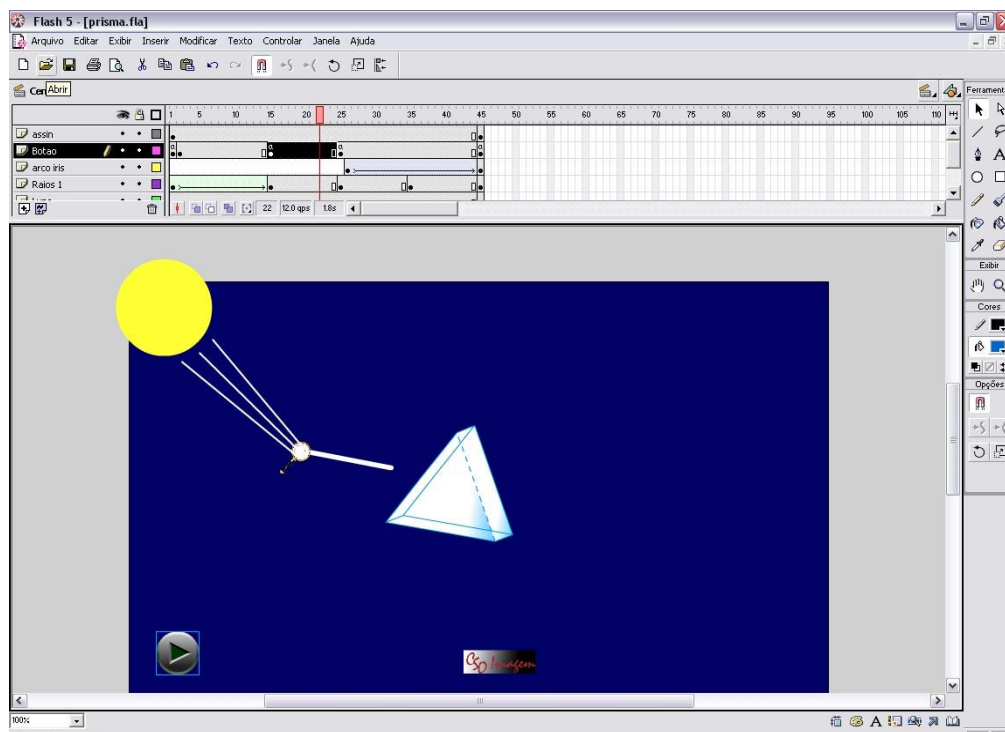 Flash 5 - [prisma.fla]
Arquivo Editar Exibir Inserir Modificar Texto Controlar Janela Ajuda
Cen Abrir
Ferrament
1 5 10 15 20 25 30 35 40 45 50 55 60 65 70 75 80 85 90 95 100 105 110
assin
Botao
arco iris
Raios 1
22 12.0 qps 1.8s
A
Exibir
Cores
Opções
CSO Imagem
100%
A